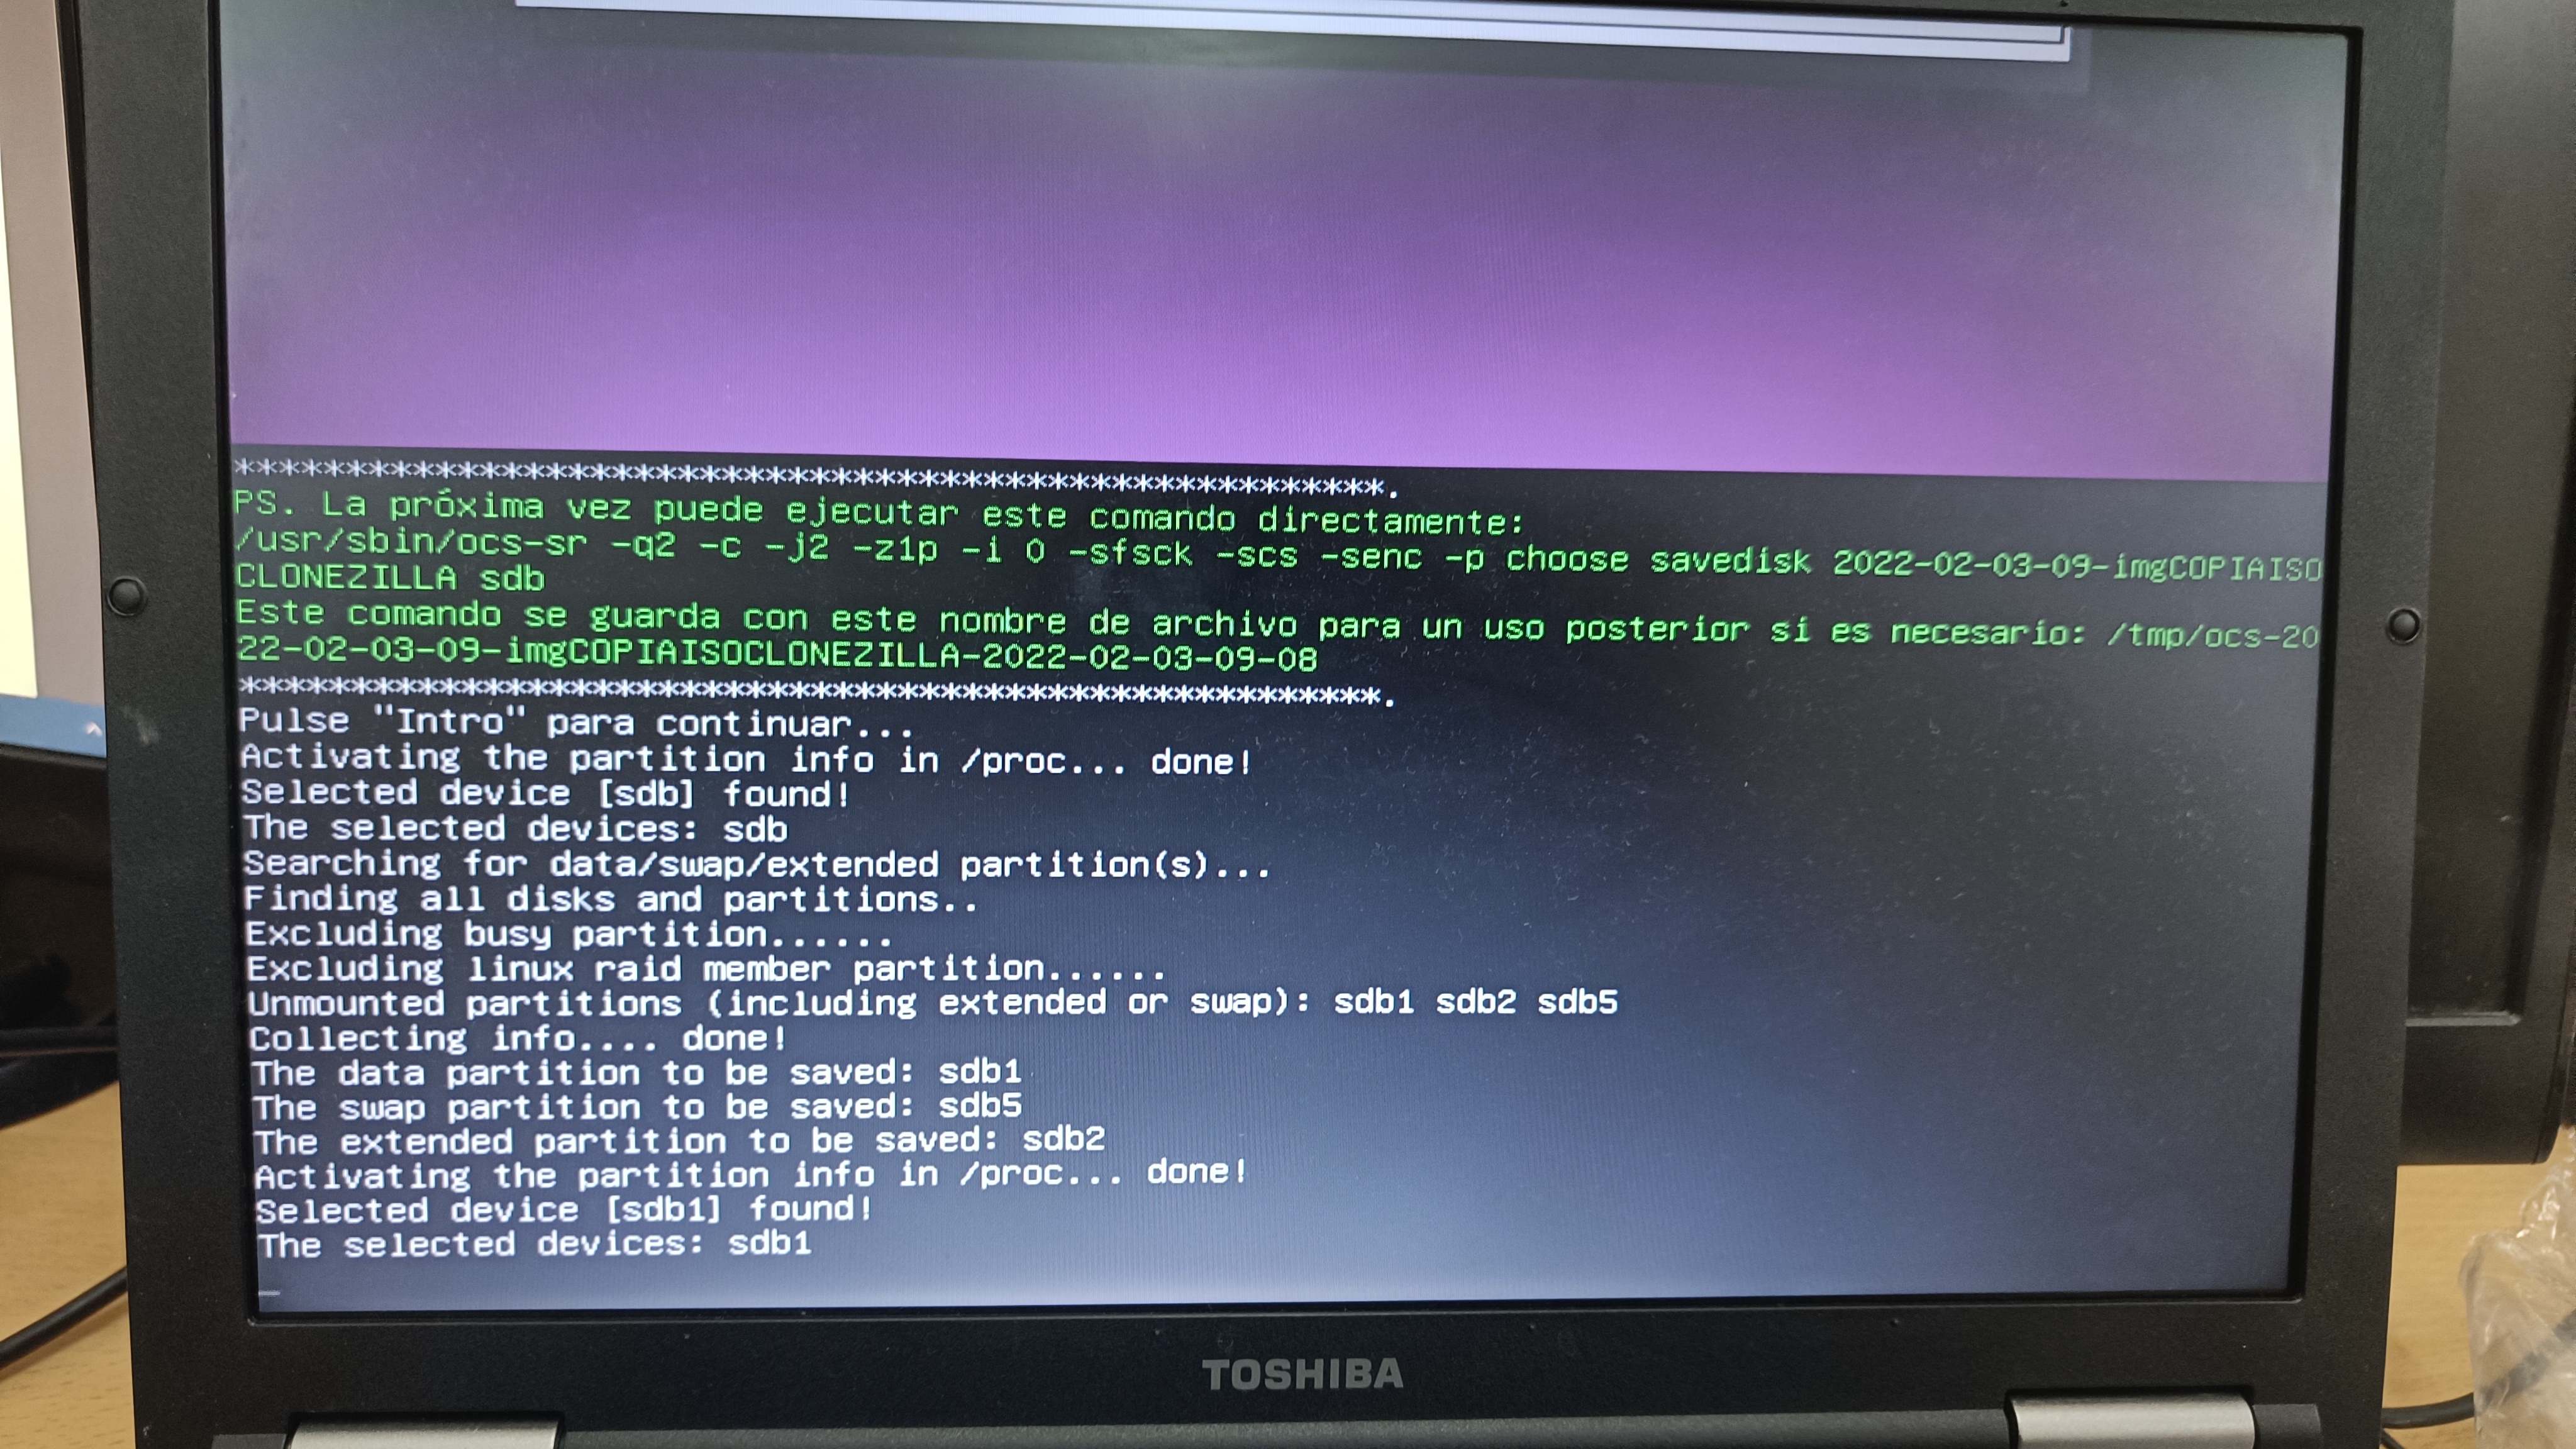 ************************************************************.
PS. La próxima vez puede ejecutar este comando directamente:
/usr/sbin/ocs-sr -q2 -c -j2 -z1p -i 0 -sfsck -scs -senc -p choose savedisk 2022-02-03-09-imgCOPIAISO
CLONEZILLA sdb
Este comando se guarda con este nombre de archivo para un uso posterior si es necesario: /tmp/ocs-20
22-02-03-09-imgCOPIAISOCLONEZILLA-2022-02-03-09-08
************************************************************.
Pulse "Intro" para continuar...
Activating the partition info in /proc... done!
Selected device [sdb] found!
The selected devices: sdb
Searching for data/swap/extended partition(s)...
Finding all disks and partitions..
Excluding busy partition......
Excluding linux raid member partition......
Unmounted partitions (including extended or swap): sdb1 sdb2 sdb5
Collecting info.... done!
The data partition to be saved: sdb1
The swap partition to be saved: sdb5
The extended partition to be saved: sdb2
Activating the partition info in /proc... done!
Selected device [sdb1] found!
The selected devices: sdb1
TOSHIBA